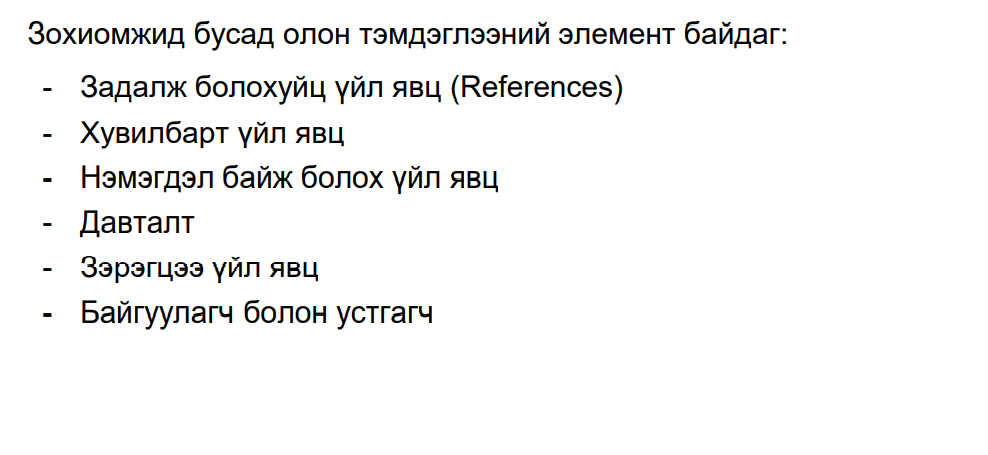 Зохиомжид бусад олон тэмдэглээний элемент байдаг:
- Задалж болохуйц үйл явц (References)
- Хувилбарт үйл явц
- Нэмэгдэл байж болох үйл явц
- Давталт
- Зэрэгцээ үйл явц
- Байгуулагч болон устгагч